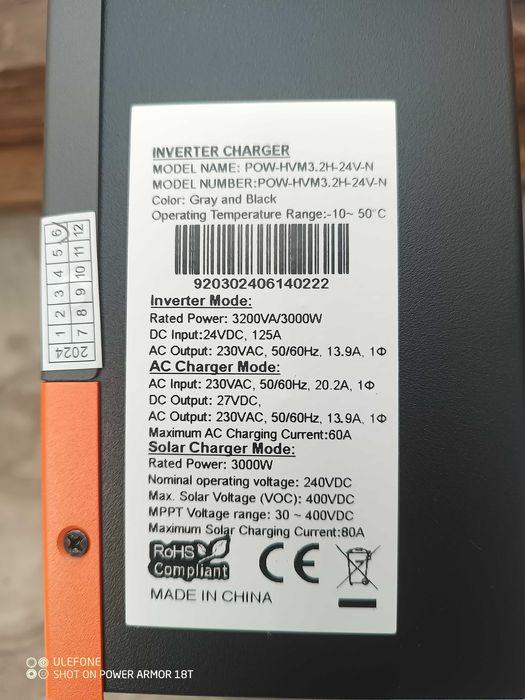 INVERTER CHARGER
MODEL NAME: POW-HVM3.2H-24V-N
MODEL NUMBER:POW-HVM3.2H-24V-N
Color: Gray and Black
Operating Temperature Range:-10~ 50°C
920302406140222
Inverter Mode:
Rated Power: 3200VA/3000W
DC Input:24VDC, 125A
AC Output: 230VAC, 50/60Hz, 13.9A, 1Φ
AC Charger Mode:
AC Input: 230VAC, 50/60Hz, 20.2A, 1Φ
DC Output: 27VDC,
AC Output: 230VAC, 50/60Hz, 13.9A, 1Φ
Maximum AC Charging Current:60A
Solar Charger Mode:
Rated Power: 3000W
Nominal operating voltage: 240VDC
Max. Solar Voltage (VOC): 400VDC
MPPT Voltage range: 30 ~ 400VDC
Maximum Solar Charging Current:80A
RoHS
Compliant
CE
MADE IN CHINA
2024
1 2 3 4 5 6
7 8 9 10 11 12
ULEFONE
SHOT ON POWER ARMOR 18T